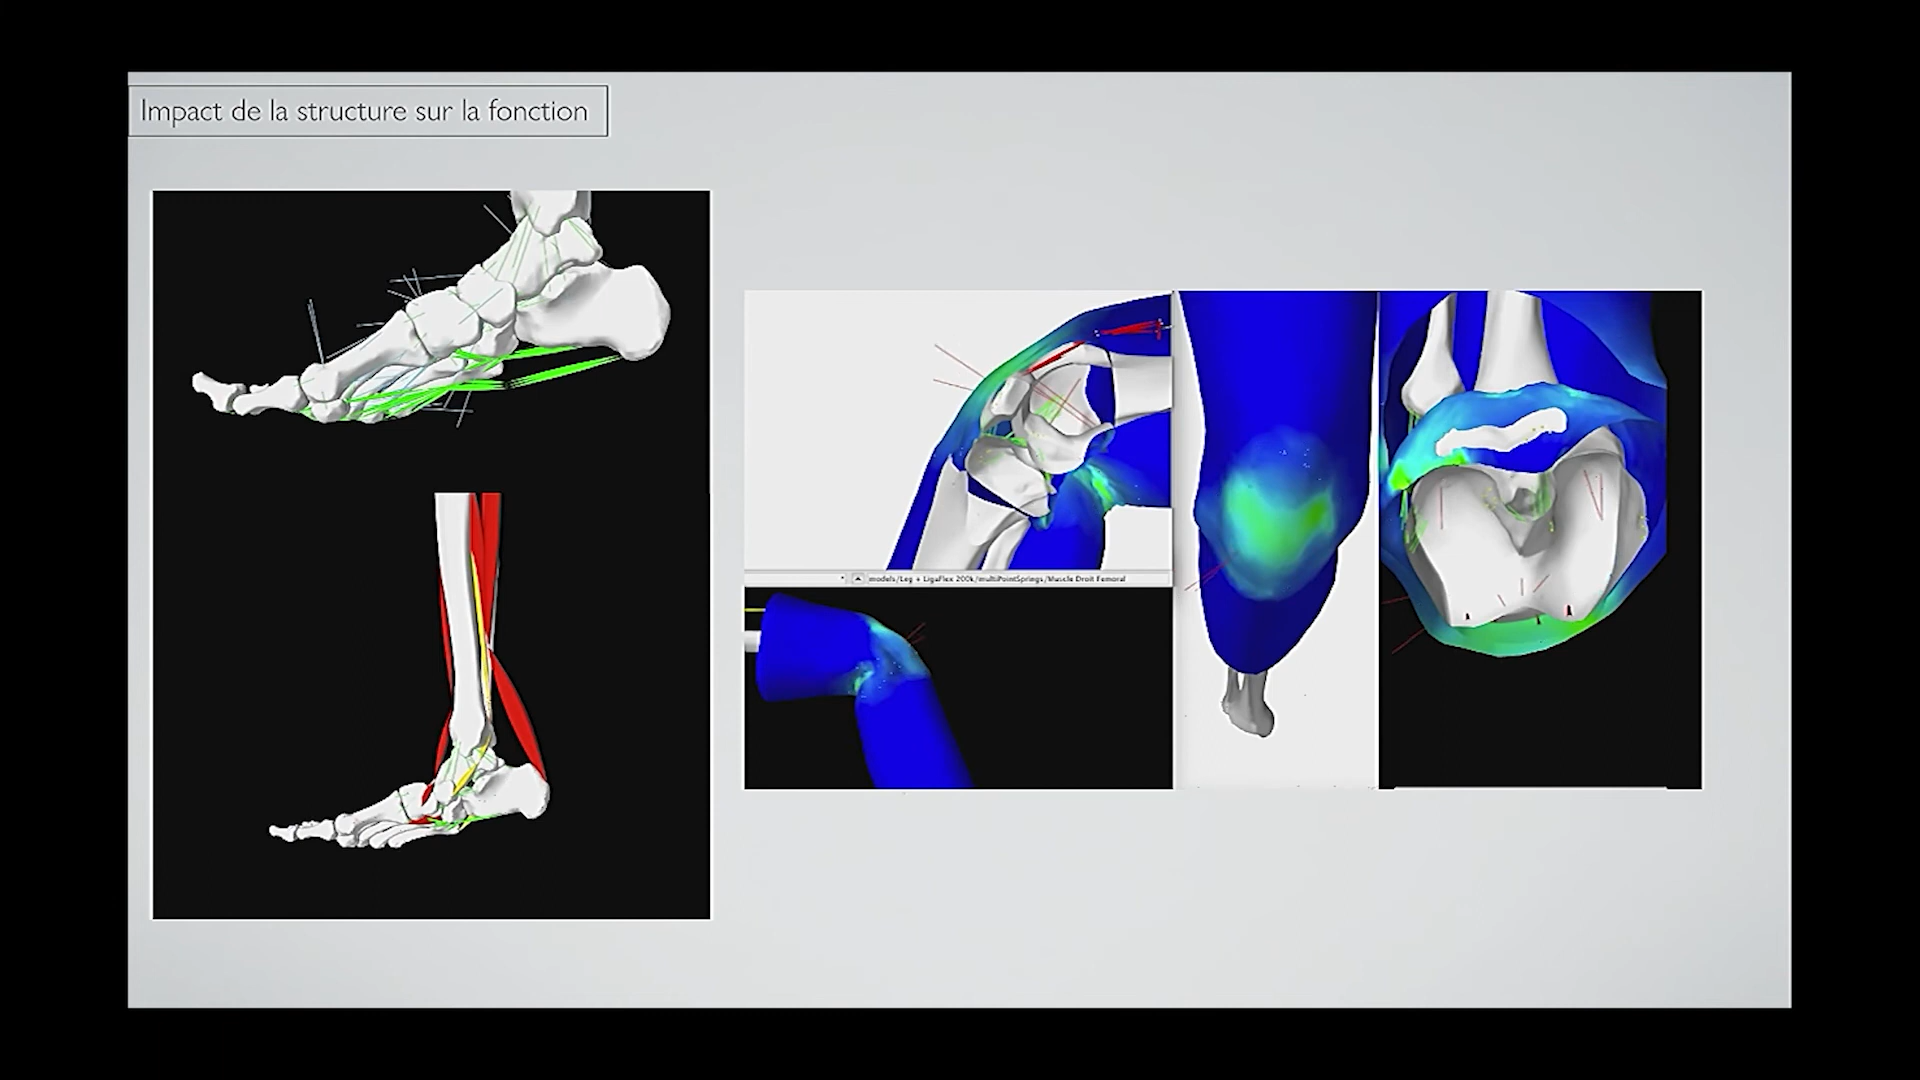 Impact de la structure sur la fonction
models/Leg + LigaFlex 200k/multiPointSprings/Muscle Droit Femoral